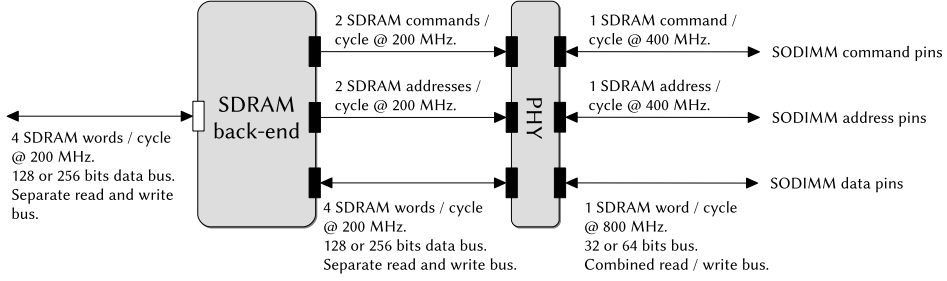 2 SDRAM commands /
cycle @ 200 MHz.
1 SDRAM command /
cycle @ 400 MHz.
SODIMM command pins
SDRAM
back-end
2 SDRAM addresses /
cycle @ 200 MHz.
PHY
1 SDRAM address /
cycle @ 400 MHz.
SODIMM address pins
4 SDRAM words / cycle
@ 200 MHz.
128 or 256 bits data bus.
Separate read and write
bus.
SODIMM data pins
4 SDRAM words / cycle
@ 200 MHz.
128 or 256 bits data bus.
Separate read and write bus.
1 SDRAM word / cycle
@ 800 MHz.
32 or 64 bits bus.
Combined read / write bus.